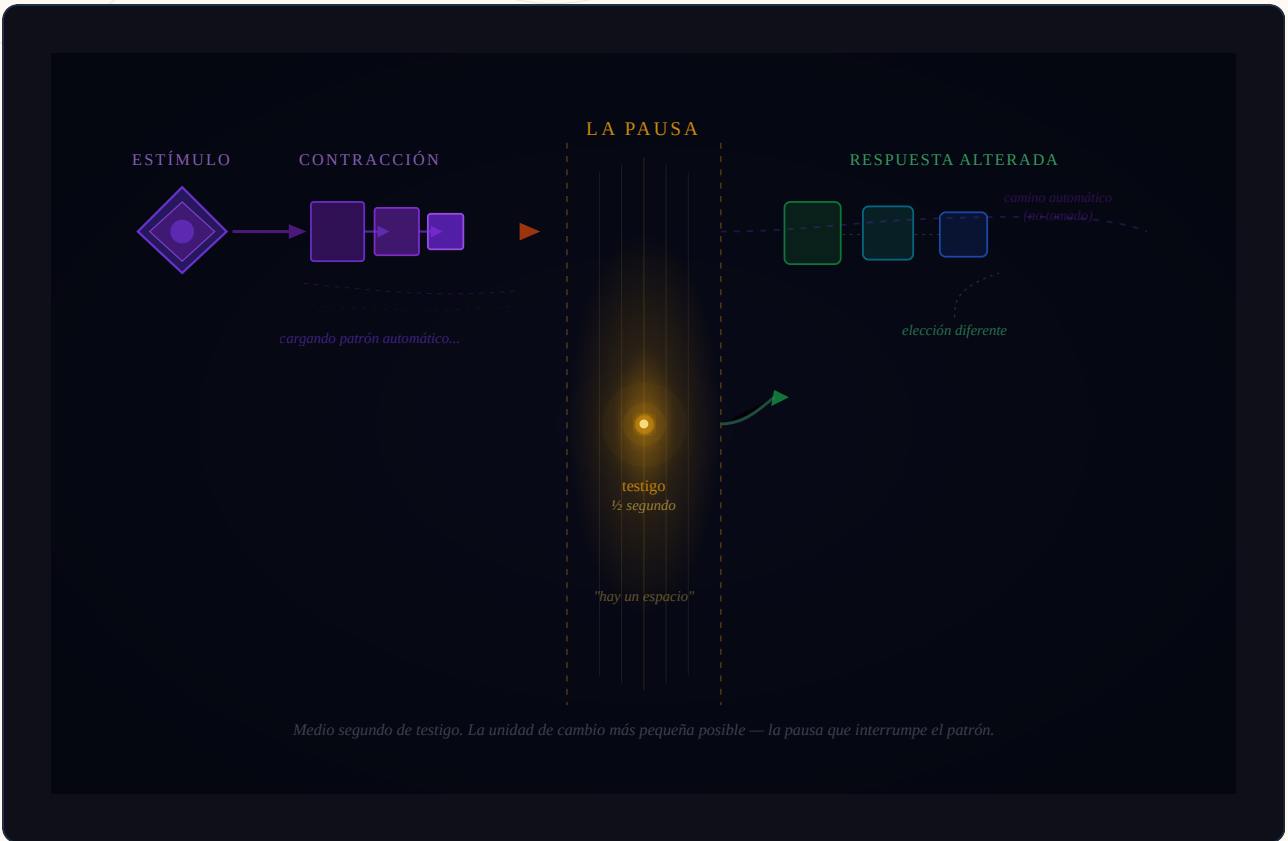 LA PAUSA
ESTÍMULO
CONTRACCIÓN
RESPUESTA ALTERADA
camino automático
(no tomado)
cargando patrón automático...
elección diferente
testigo
½ segundo
"hay un espacio"
Medio segundo de testigo. La unidad de cambio más pequeña posible — la pausa que interrumpe el patrón.